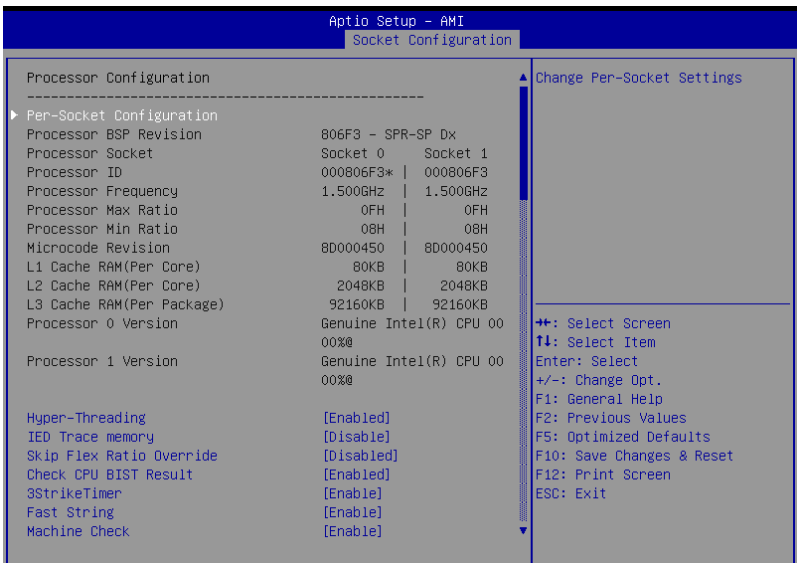 Aptio Setup - AMI
Socket Configuration
Processor Configuration
--------------------------------------------------
Per-Socket Configuration
Processor BSP Revision 806F3 - SPR-SP Dx
Processor Socket Socket 0 Socket 1
Processor ID 000806F3* | 000806F3
Processor Frequency 1.500GHz | 1.500GHz
Processor Max Ratio 0FH | 0FH
Processor Min Ratio 08H | 08H
Microcode Revision 8D000450 | 8D000450
L1 Cache RAM(Per Core) 80KB | 80KB
L2 Cache RAM(Per Core) 2048KB | 2048KB
L3 Cache RAM(Per Package) 92160KB | 92160KB
Processor 0 Version Genuine Intel(R) CPU 00
00%@
Processor 1 Version Genuine Intel(R) CPU 00
00%@
Hyper-Threading [Enabled]
IED Trace memory [Disable]
Skip Flex Ratio Override [Disabled]
Check CPU BIST Result [Enabled]
3StrikeTimer [Enable]
Fast String [Enable]
Machine Check [Enable]
Change Per-Socket Settings
→←: Select Screen
↑↓: Select Item
Enter: Select
+/-: Change Opt.
F1: General Help
F2: Previous Values
F5: Optimized Defaults
F10: Save Changes & Reset
F12: Print Screen
ESC: Exit